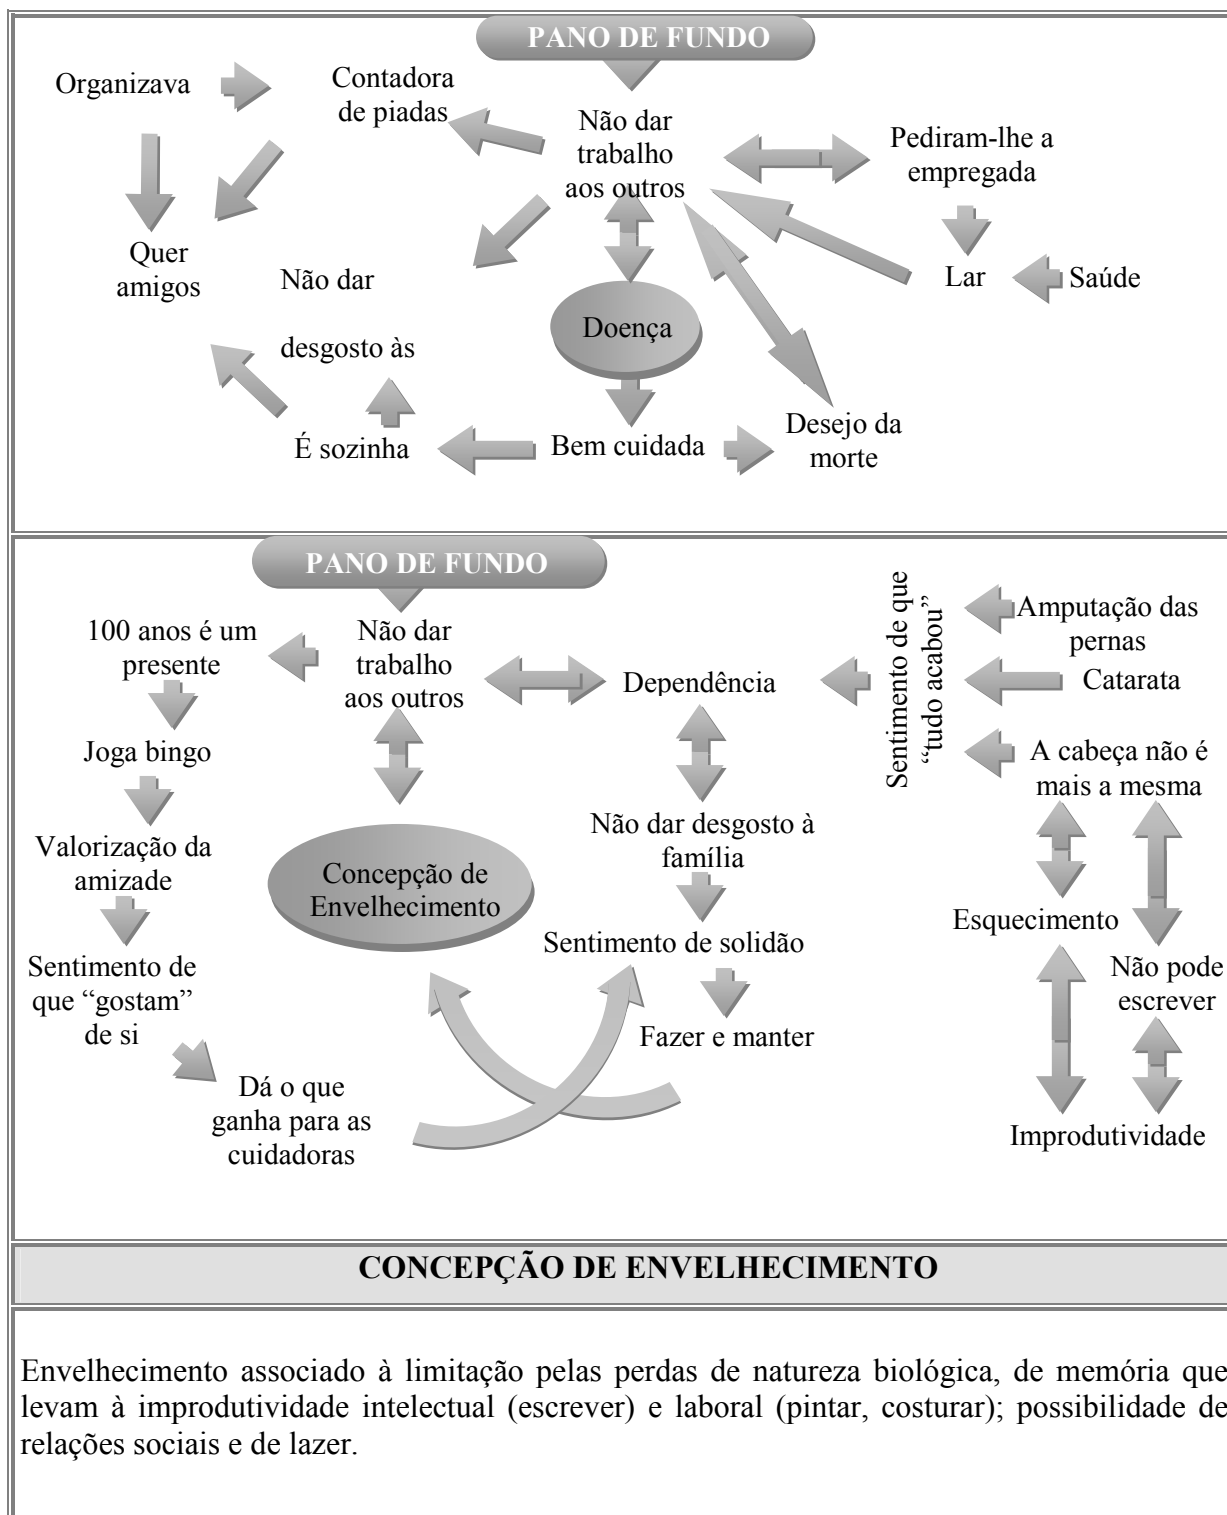 PANO DE FUNDO
Organizava
Contadora
de piadas
Não dar
trabalho
aos outros
Pediram-lhe a
empregada
Quer
amigos
Não dar
desgosto às
Lar
Saúde
Doença
É sozinha
Bem cuidada
Desejo da
morte
PANO DE FUNDO
100 anos é um
presente
Não dar
trabalho
aos outros
Dependência
Sentimento de que
“tudo acabou”
Amputação das
pernas
Catarata
A cabeça não é
mais a mesma
Joga bingo
Valorização da
amizade
Concepção de
Envelhecimento
Não dar desgosto à
família
Esquecimento
Sentimento de solidão
Não pode
escrever
Sentimento de
que “gostam”
de si
Fazer e manter
Dá o que
ganha para as
cuidadoras
Improdutividade
CONCEPÇÃO DE ENVELHECIMENTO
Envelhecimento associado à limitação pelas perdas de natureza biológica, de memória que
levam à improdutividade intelectual (escrever) e laboral (pintar, costurar); possibilidade de
relações sociais e de lazer.